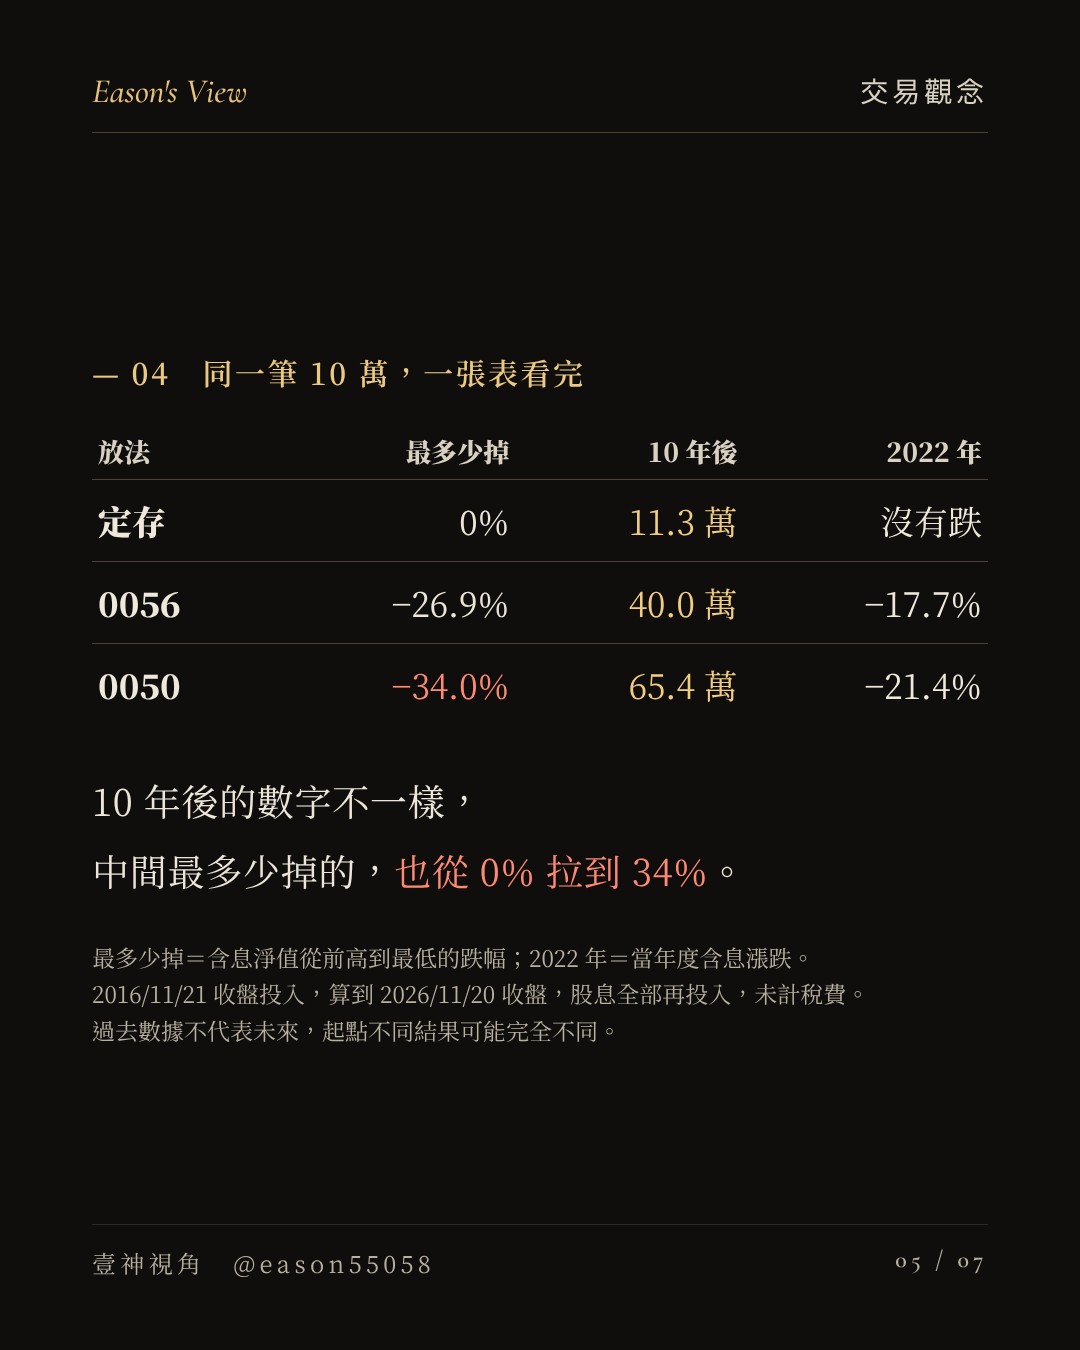 Eason's View 交易觀念
— 04 同一筆 10 萬，一張表看完
放法 最多少掉 10 年後 2022 年
定存 0% 11.3 萬 沒有跌
0056 −26.9% 40.0 萬 −17.7%
0050 −34.0% 65.4 萬 −21.4%
10 年後的數字不一樣，
中間最多少掉的，也從 0% 拉到 34%。
最多少掉＝含息淨值從前高到最低的跌幅；2022 年＝當年度含息漲跌。
2016/11/21 收盤投入，算到 2026/11/20 收盤，股息全部再投入，未計稅費。
過去數據不代表未來，起點不同結果可能完全不同。
壹神視角 @eason55058 05 / 07